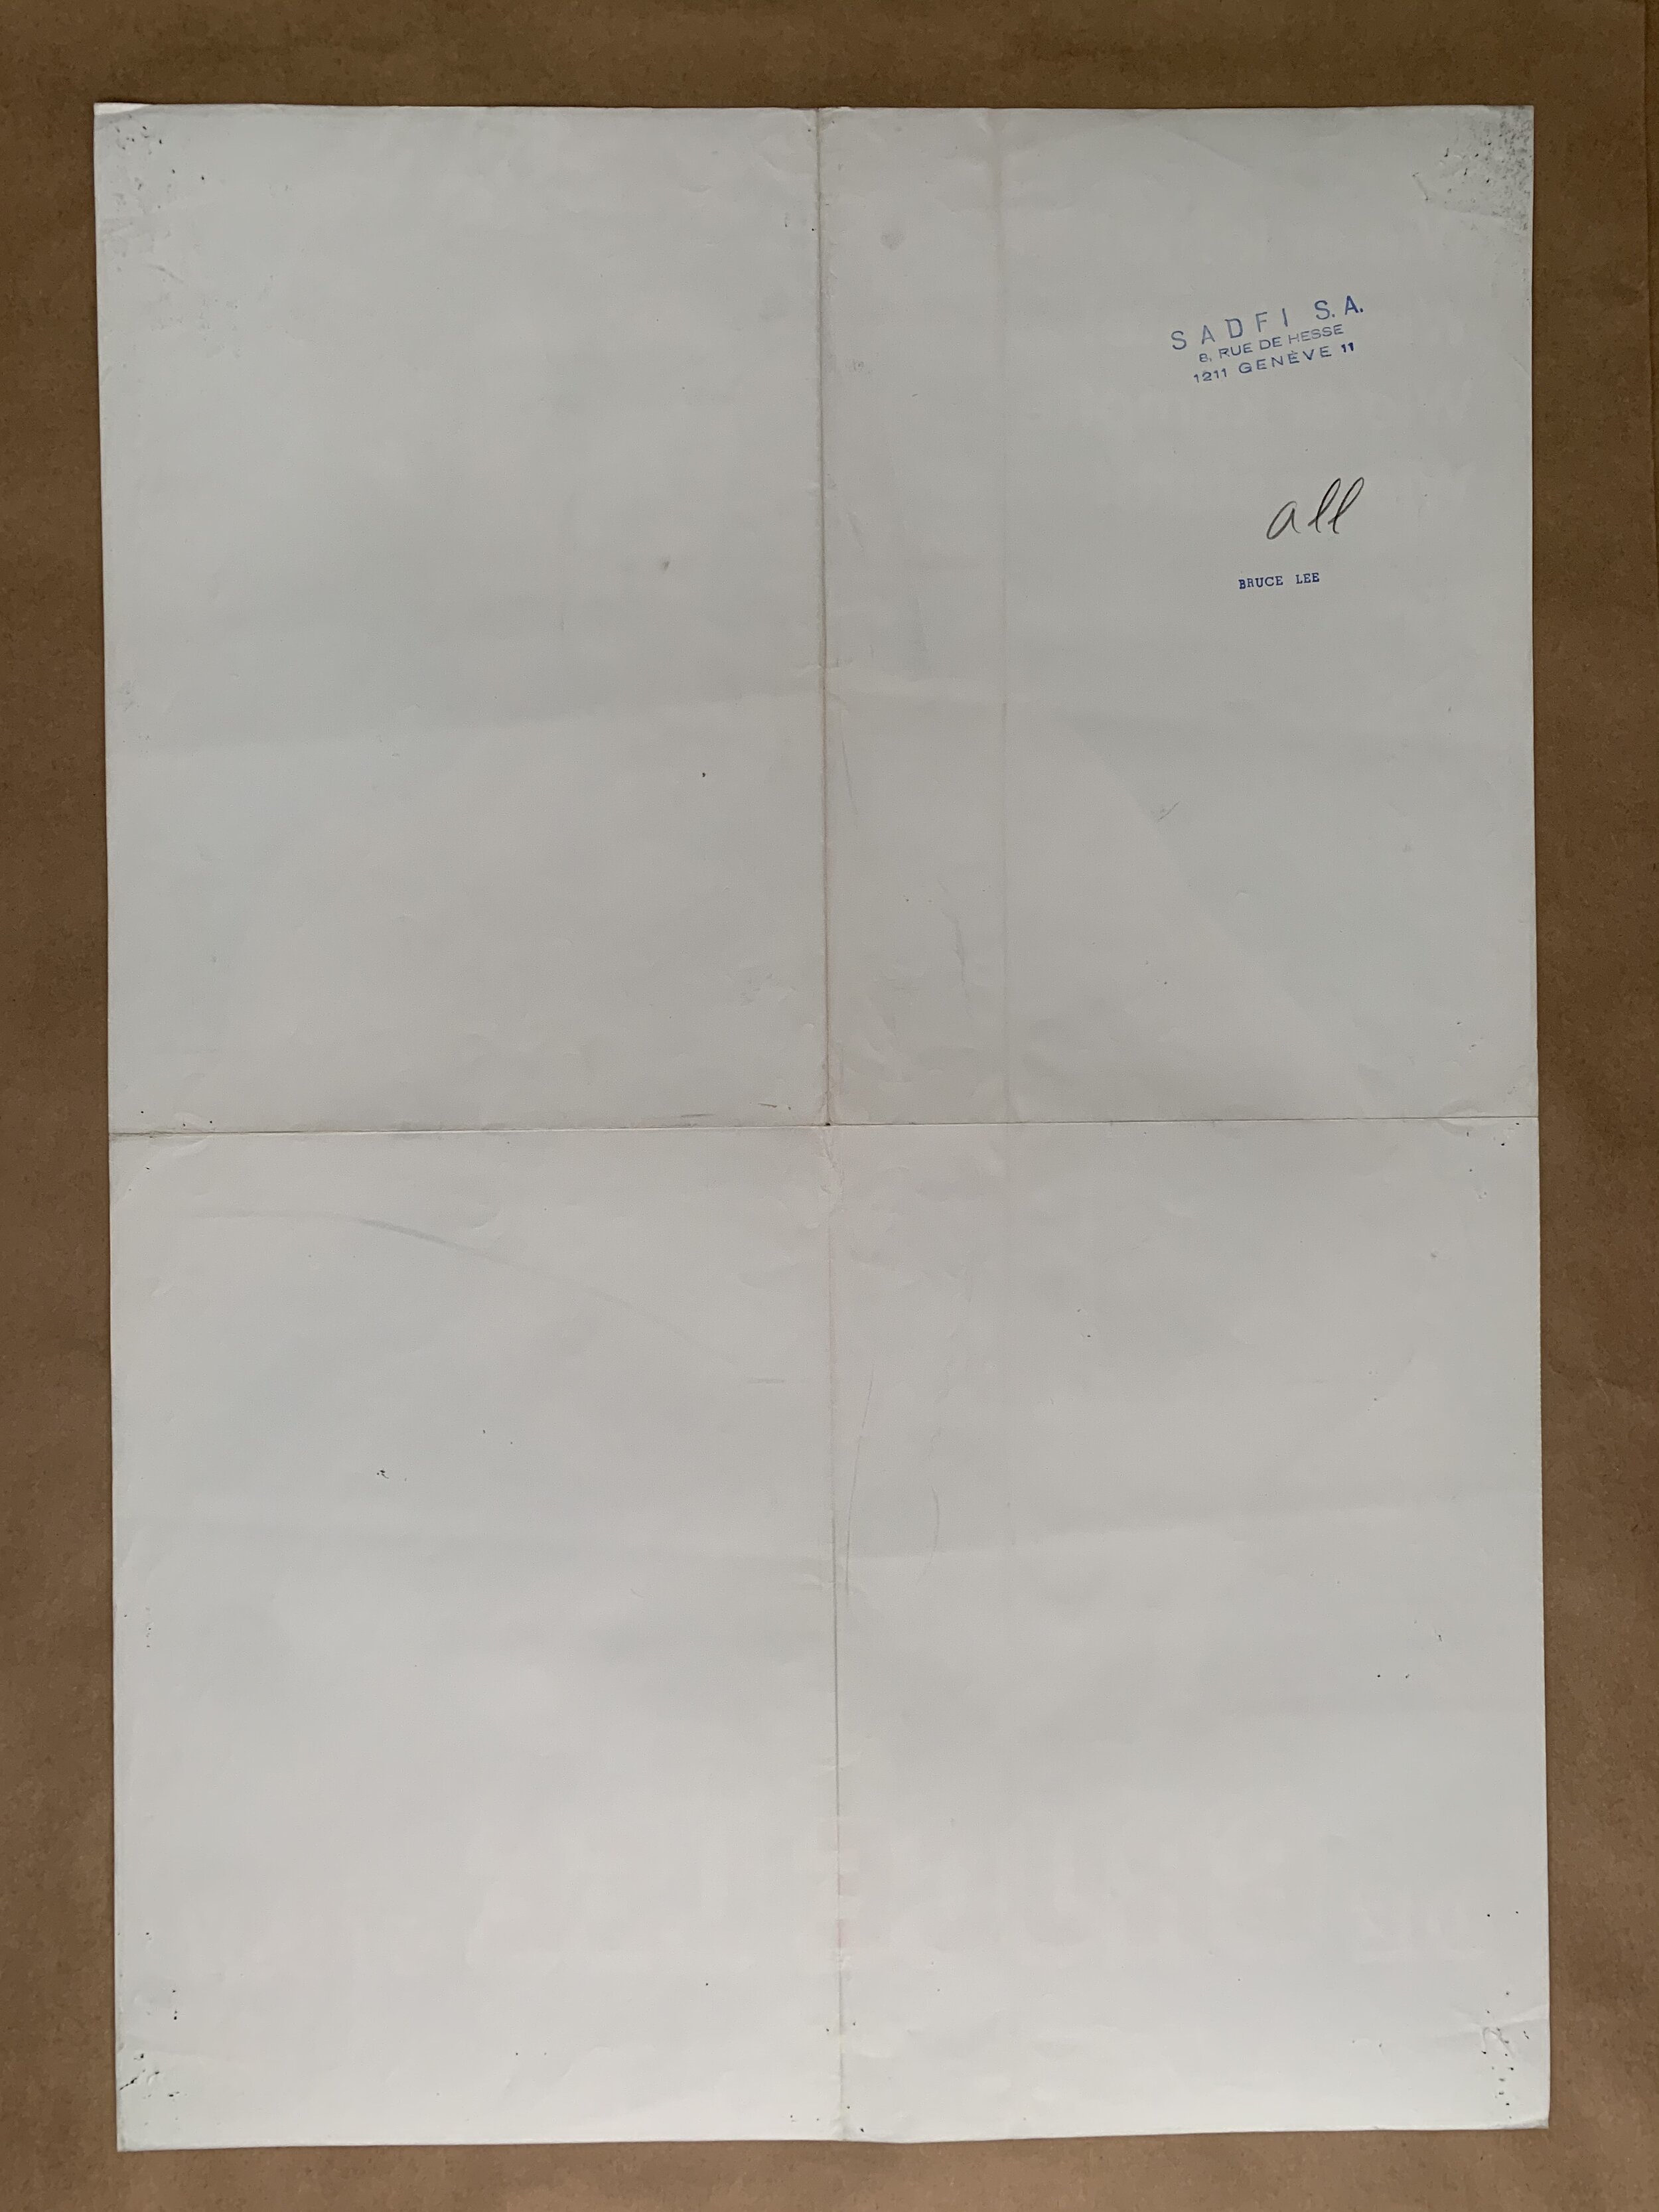 SADFI S.A.
8, RUE DE HESSE
1211 GENÈVE 11
all
BRUCE LEE